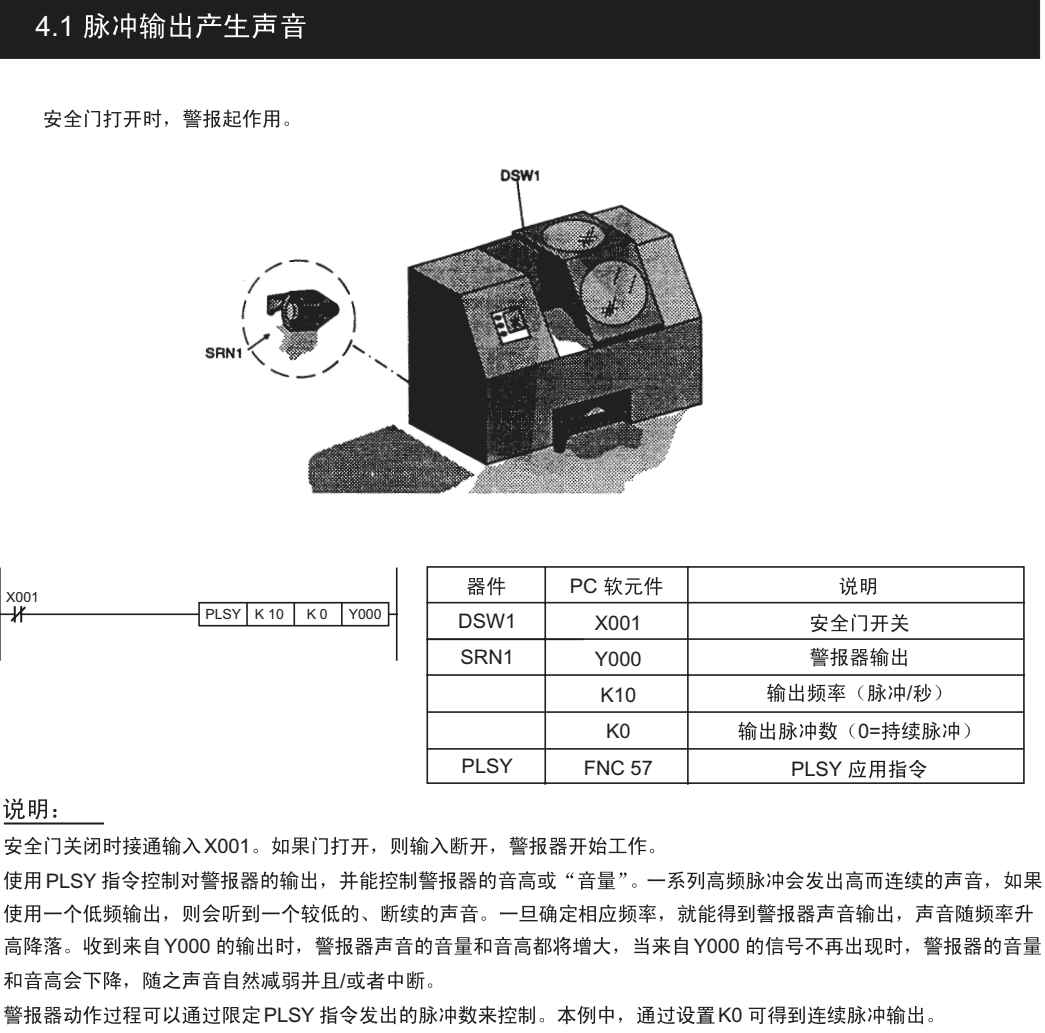 4.1 脉冲输出产生声音
安全门打开时，警报起作用。
DSW1
SRN1
X001
PLSY K 10 K 0 Y000
器件 PC 软元件 说明
DSW1 X001 安全门开关
SRN1 Y000 警报器输出
K10 输出频率（脉冲/秒）
K0 输出脉冲数（0=持续脉冲）
PLSY FNC 57 PLSY 应用指令
说明：
安全门关闭时接通输入X001。如果门打开，则输入断开，警报器开始工作。
使用PLSY 指令控制对警报器的输出，并能控制警报器的音高或“音量”。一系列高频脉冲会发出高而连续的声音，如果
使用一个低频输出，则会听到一个较低的、断续的声音。一旦确定相应频率，就能得到警报器声音输出，声音随频率升
高降落。收到来自Y000 的输出时，警报器声音的音量和音高都将增大，当来自Y000 的信号不再出现时，警报器的音量
和音高会下降，随之声音自然减弱并且/或者中断。
警报器动作过程可以通过限定PLSY 指令发出的脉冲数来控制。本例中，通过设置K0 可得到连续脉冲输出。